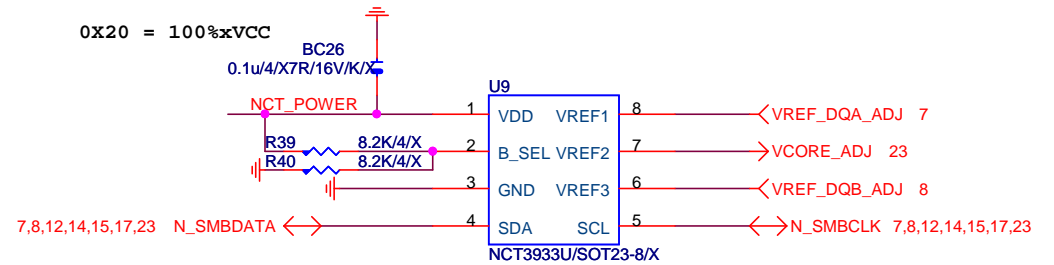 0X20 = 100%xVCC
BC26
0.1u/4/X7R/16V/K/X
U9
NCT_POWER 1 VDD VREF1 8 VREF_DQA_ADJ 7
R39 8.2K/4/X
2 B_SEL VREF2 7 VCORE_ADJ 23
R40 8.2K/4/X
3 GND VREF3 6 VREF_DQB_ADJ 8
7,8,12,14,15,17,23 N_SMBDATA 4 SDA SCL 5 N_SMBCLK 7,8,12,14,15,17,23
NCT3933U/SOT23-8/X